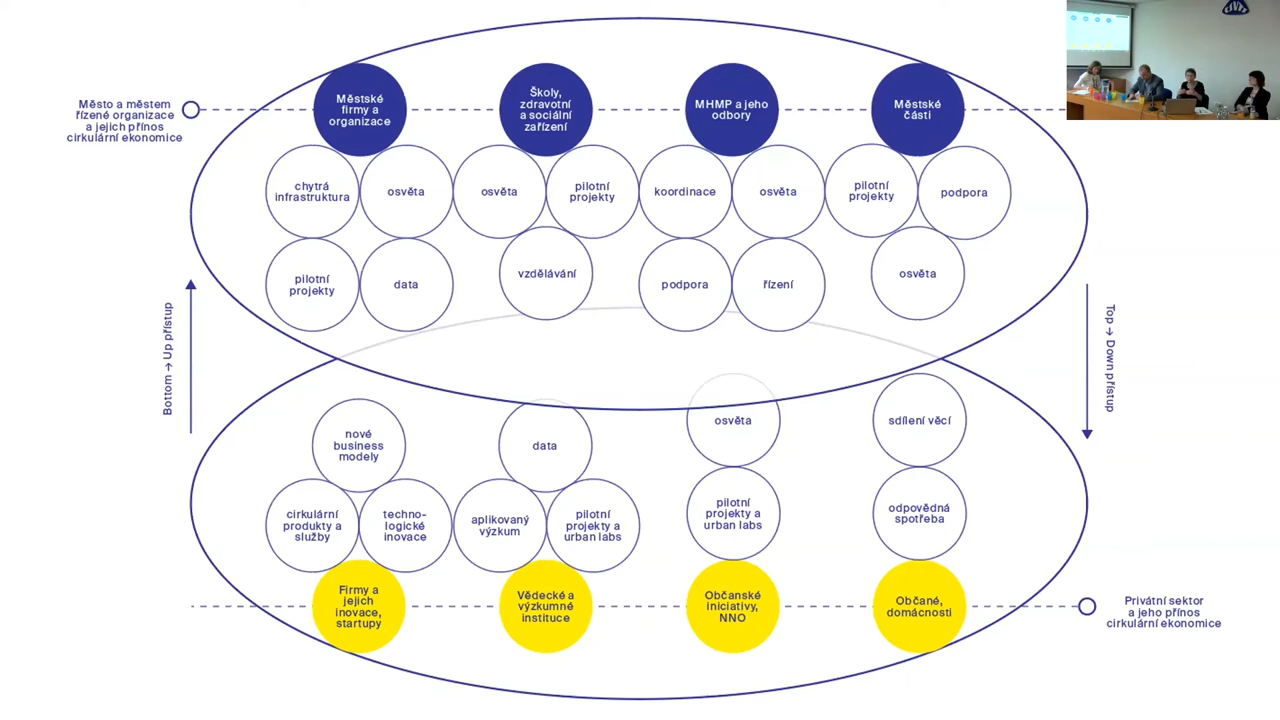 Město a městem
řízené organizace
a jejich přínos
cirkulární ekonomice
Městské
firmy a
organizace
Školy,
zdravotní
a sociální
zařízení
MHMP a jeho
odbory
Městské
části
chytrá
infrastruktura
osvěta
osvěta
pilotní
projekty
koordinace
osvěta
pilotní
projekty
podpora
pilotní
projekty
data
vzdělávání
podpora
řízení
osvěta
Bottom → Up přístup
Top → Down přístup
nové
business
modely
data
osvěta
sdílení věcí
cirkulární
produkty a
služby
techno-
logické
inovace
aplikovaný
výzkum
pilotní
projekty a
urban labs
pilotní
projekty a
urban labs
odpovědná
spotřeba
Firmy a
jejich
inovace,
startupy
Vědecké a
výzkumné
instituce
Občanské
iniciativy,
NNO
Občané,
domácnosti
Privátní sektor
a jeho přínos
cirkulární ekonomice
ČSVTS